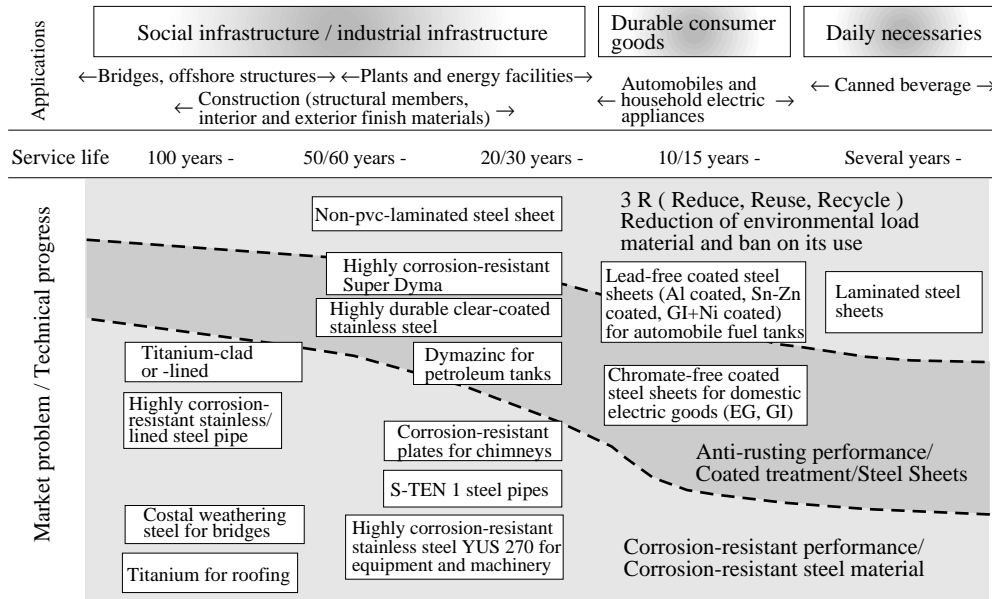 Applications
Social infrastructure / industrial infrastructure
Durable consumer
goods
Daily necessaries
←Bridges, offshore structures→
←Plants and energy facilities→
← Construction (structural members, →
interior and exterior finish materials)
Automobiles and
← household electric →
appliances
← Canned beverage →
Service life
100 years -
50/60 years -
20/30 years -
10/15 years -
Several years -
Market problem / Technical progress
Non-pvc-laminated steel sheet
3 R ( Reduce, Reuse, Recycle )
Reduction of environmental load
material and ban on its use
Highly corrosion-resistant
Super Dyma
Highly durable clear-coated
stainless steel
Lead-free coated steel
sheets (Al coated, Sn-Zn
coated, GI+Ni coated)
for automobile fuel tanks
Laminated steel
sheets
Titanium-clad
or -lined
Dymazinc for
petroleum tanks
Chromate-free coated
steel sheets for domestic
electric goods (EG, GI)
Highly corrosion-
resistant stainless/
lined steel pipe
Corrosion-resistant
plates for chimneys
Anti-rusting performance/
Coated treatment/Steel Sheets
S-TEN 1 steel pipes
Costal weathering
steel for bridges
Highly corrosion-resistant
stainless steel YUS 270 for
equipment and machinery
Corrosion-resistant performance/
Corrosion-resistant steel material
Titanium for roofing